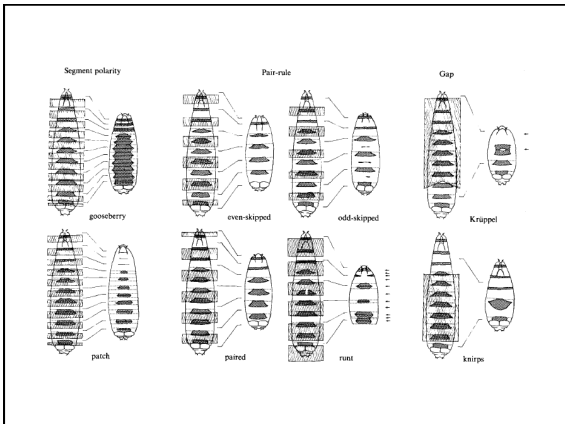 Segment polarity
Pair-rule
Gap
gooseberry
even-skipped
odd-skipped
Krüppel
patch
paired
runt
knirps